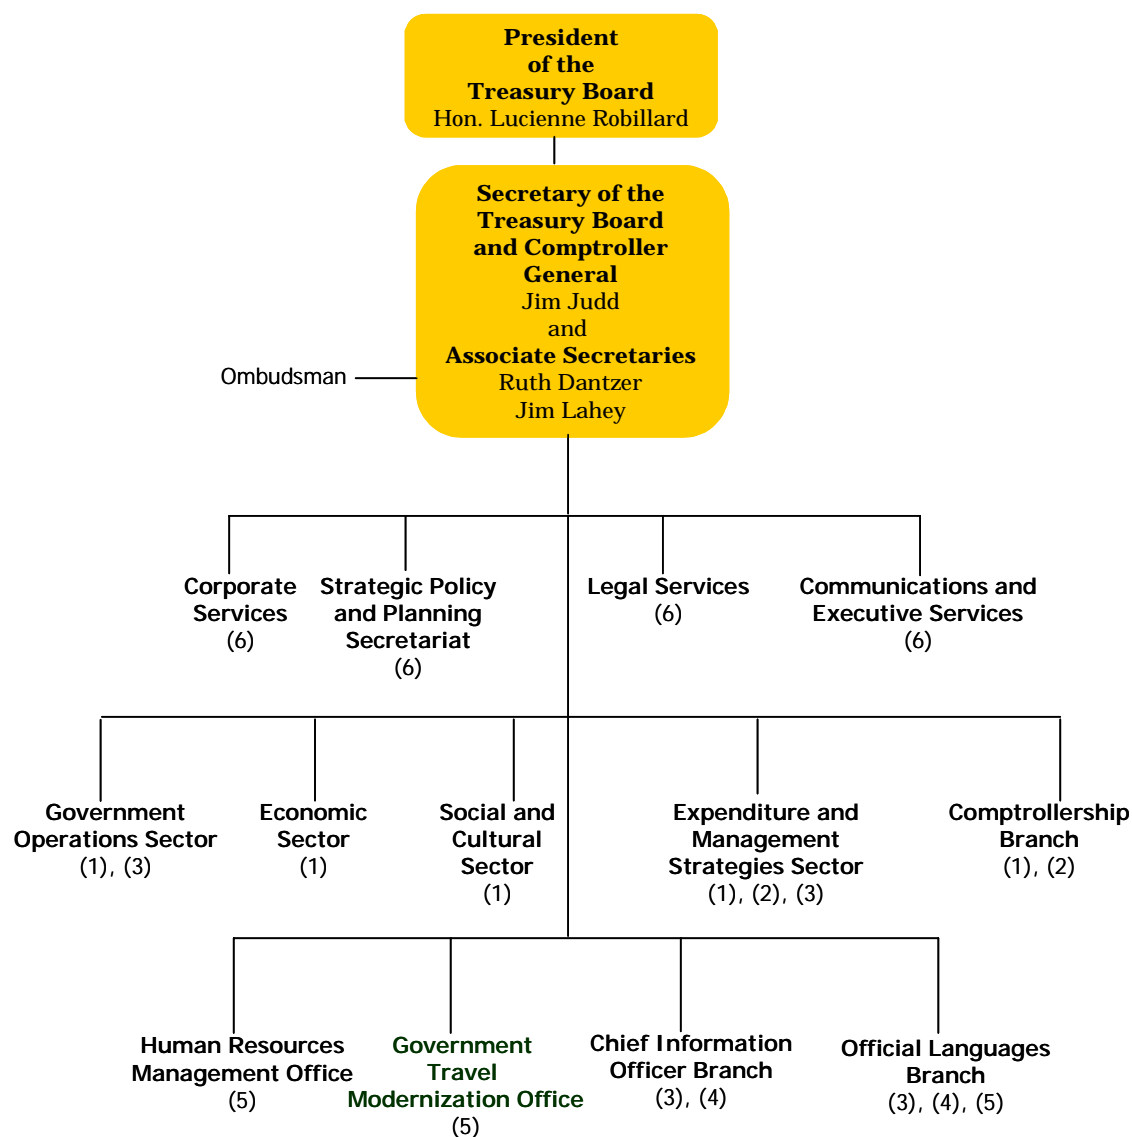 President
of the
Treasury Board
Hon. Lucienne Robillard
Secretary of the
Treasury Board
and Comptroller
General
Jim Judd
and
Associate Secretaries
Ruth Dantzer
Jim Lahey
Ombudsman
Corporate
Services
(6)
Strategic Policy
and Planning
Secretariat
(6)
Legal Services
(6)
Communications and
Executive Services
(6)
Government
Operations Sector
(1), (3)
Economic
Sector
(1)
Social and
Cultural
Sector
(1)
Expenditure and
Management
Strategies Sector
(1), (2), (3)
Comptrollership
Branch
(1), (2)
Human Resources
Management Office
(5)
Government
Travel
Modernization Office
(5)
Chief Information
Officer Branch
(3), (4)
Official Languages
Branch
(3), (4), (5)